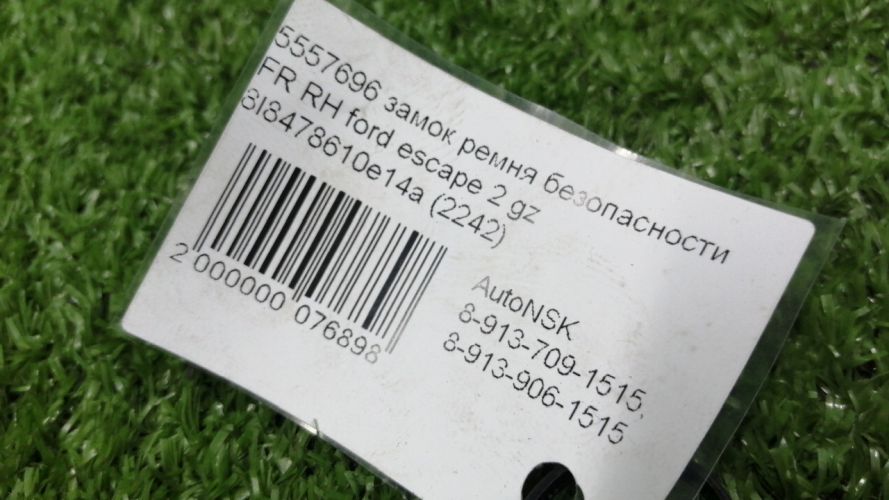 5557696 замок ремня безопасности
FR RH ford escape 2 gz
8l8478610e14a (2242)
2 000000 076898
AutoNSK
8-913-709-1515,
8-913-906-1515